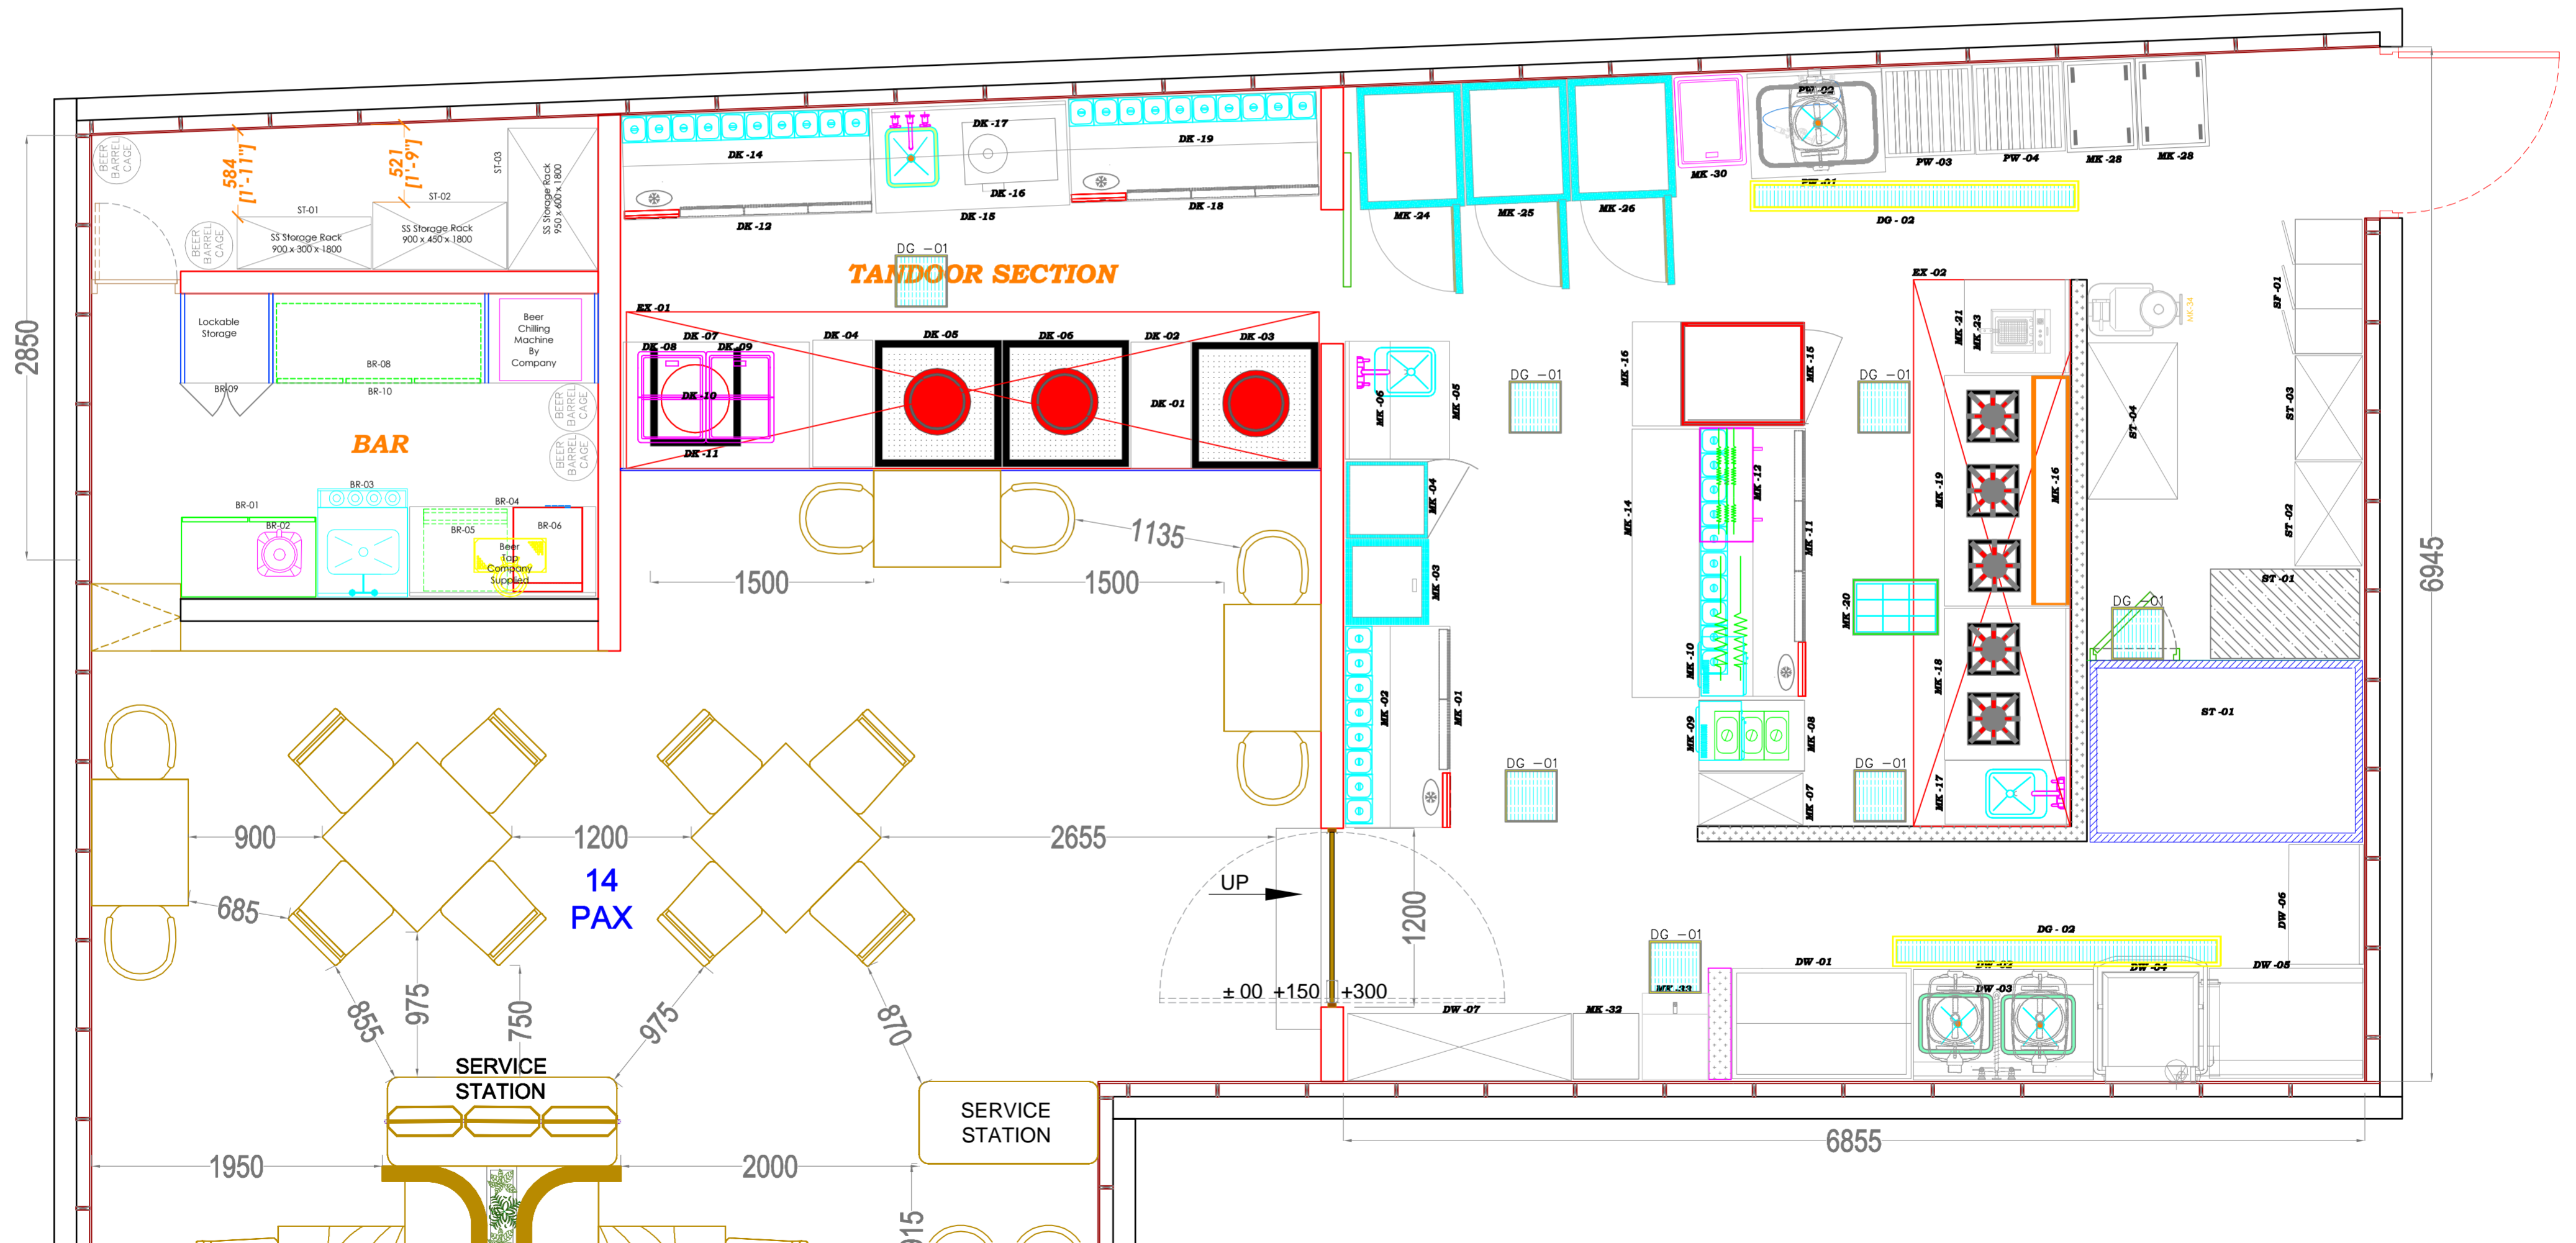 BEER
BARREL
CAGE
584
[1'-11"]
521
[1'-9"]
ST-03
SS Storage Rack
950 x 600 x 1800
BEER
BARREL
CAGE
ST-01
SS Storage Rack
900 x 300 x 1800
ST-02
SS Storage Rack
900 x 450 x 1800
2850
Lockable
Storage
BR-09
BR-08
BR-10
Beer
Chilling
Machine
By
Company
BEER
BARREL
CAGE
BEER
BARREL
CAGE
BAR
BR-01
BR-02
BR-03
BR-04
BR-05
BR-06
Beer
Tap
Company
Supplied
DK -14
DK -12
DK -17
DK -16
DK -15
DK -19
DK -18
DG -01
TANDOOR SECTION
EX -01
DK -07
DK -08
DK -09
DK -10
DK -11
DK -04
DK -05
DK -06
DK -02
DK -03
DK -01
1135
1500
1500
900
1200
2655
685
14
PAX
855
975
750
975
870
SERVICE
STATION
SERVICE
STATION
1950
2000
915
UP
1200
± 00
+150
+300
MK -24
MK -25
MK -26
MK -30
PW -02
PW -01
PW -03
PW -04
MK -28
MK -28
DG - 02
EX -02
MK -06
MK -05
MK -04
MK -03
MK -02
MK -01
DG -01
DG -01
MK -16
MK -15
MK -14
MK -12
MK -11
MK -10
MK -09
MK -08
MK -07
DG -01
DG -01
MK -21
MK -23
MK -19
MK -16
MK -20
MK -18
MK -17
MK-34
SF -01
ST -04
ST -03
ST -02
ST -01
DG -01
ST -01
6945
DW -06
DG - 02
DG -01
MK -33
DW -07
MK -32
DW -01
DW -02
DW -03
DW -04
DW -05
6855